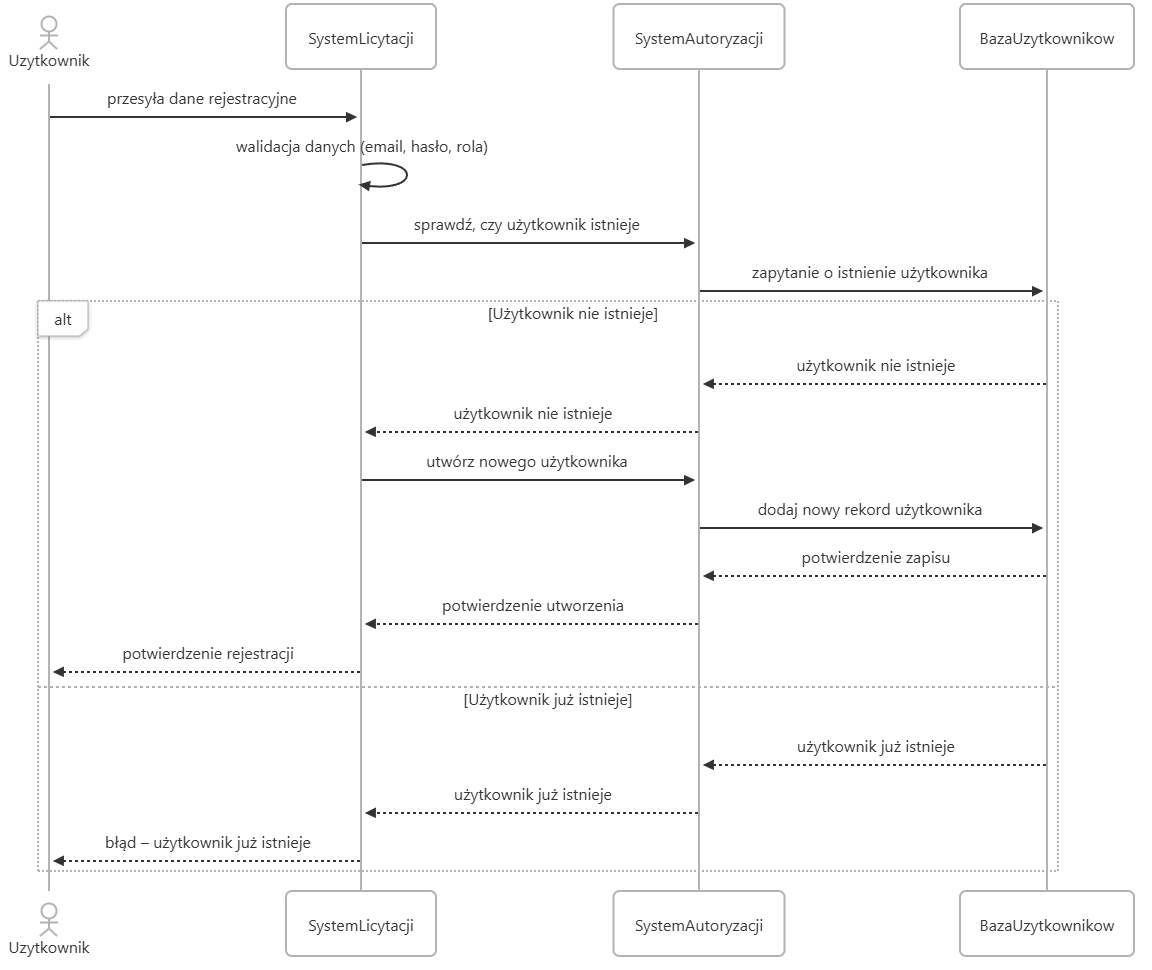 Uzytkownik
SystemLicytacji
SystemAutoryzacji
BazaUzytkownikow
przesyła dane rejestracyjne
walidacja danych (email, hasło, rola)
sprawdź, czy użytkownik istnieje
zapytanie o istnienie użytkownika
alt
[Użytkownik nie istnieje]
użytkownik nie istnieje
użytkownik nie istnieje
utwórz nowego użytkownika
dodaj nowy rekord użytkownika
potwierdzenie zapisu
potwierdzenie utworzenia
potwierdzenie rejestracji
[Użytkownik już istnieje]
użytkownik już istnieje
użytkownik już istnieje
błąd – użytkownik już istnieje
Uzytkownik
SystemLicytacji
SystemAutoryzacji
BazaUzytkownikow